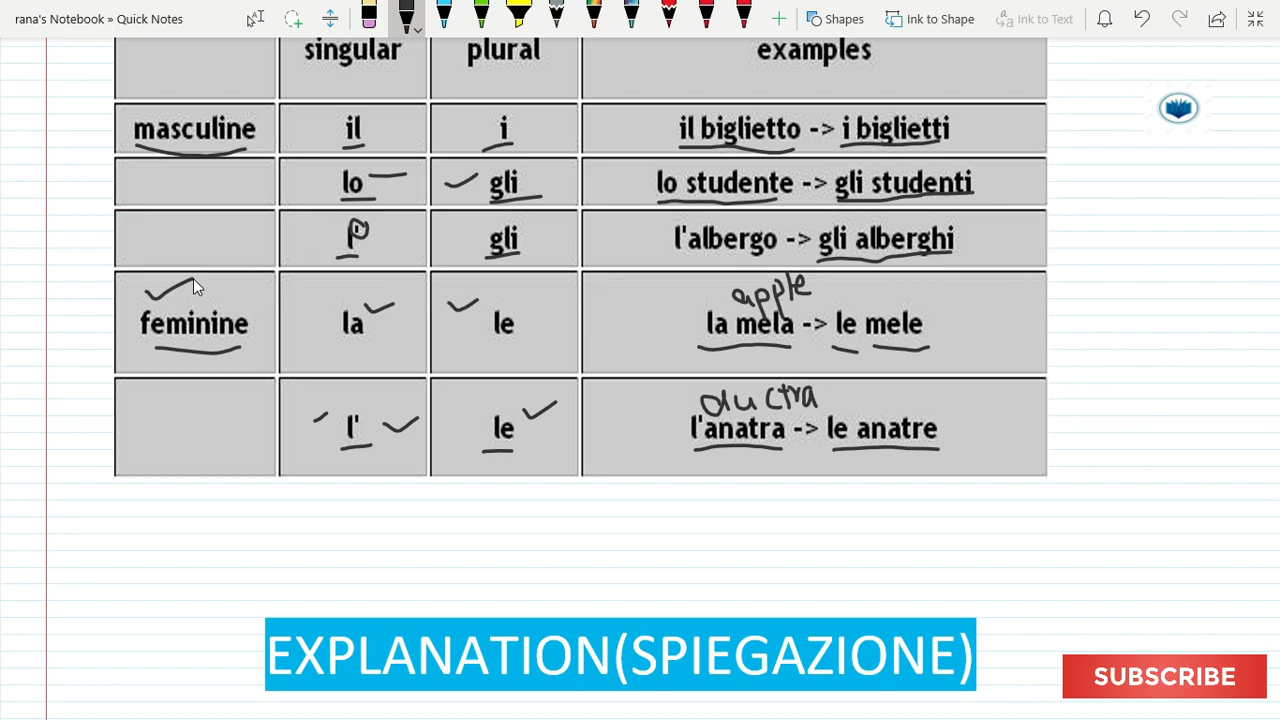 rana's Notebook » Quick Notes
Shapes
Ink to Shape
Ink to Text
singular plural examples
masculine il i il biglietto -> i biglietti
lo gli lo studente -> gli studenti
l' gli l'albergo -> gli alberghi
apple
feminine la le la mela -> le mele
l' le l'anatra -> le anatre
EXPLANATION(SPIEGAZIONE)
SUBSCRIBE